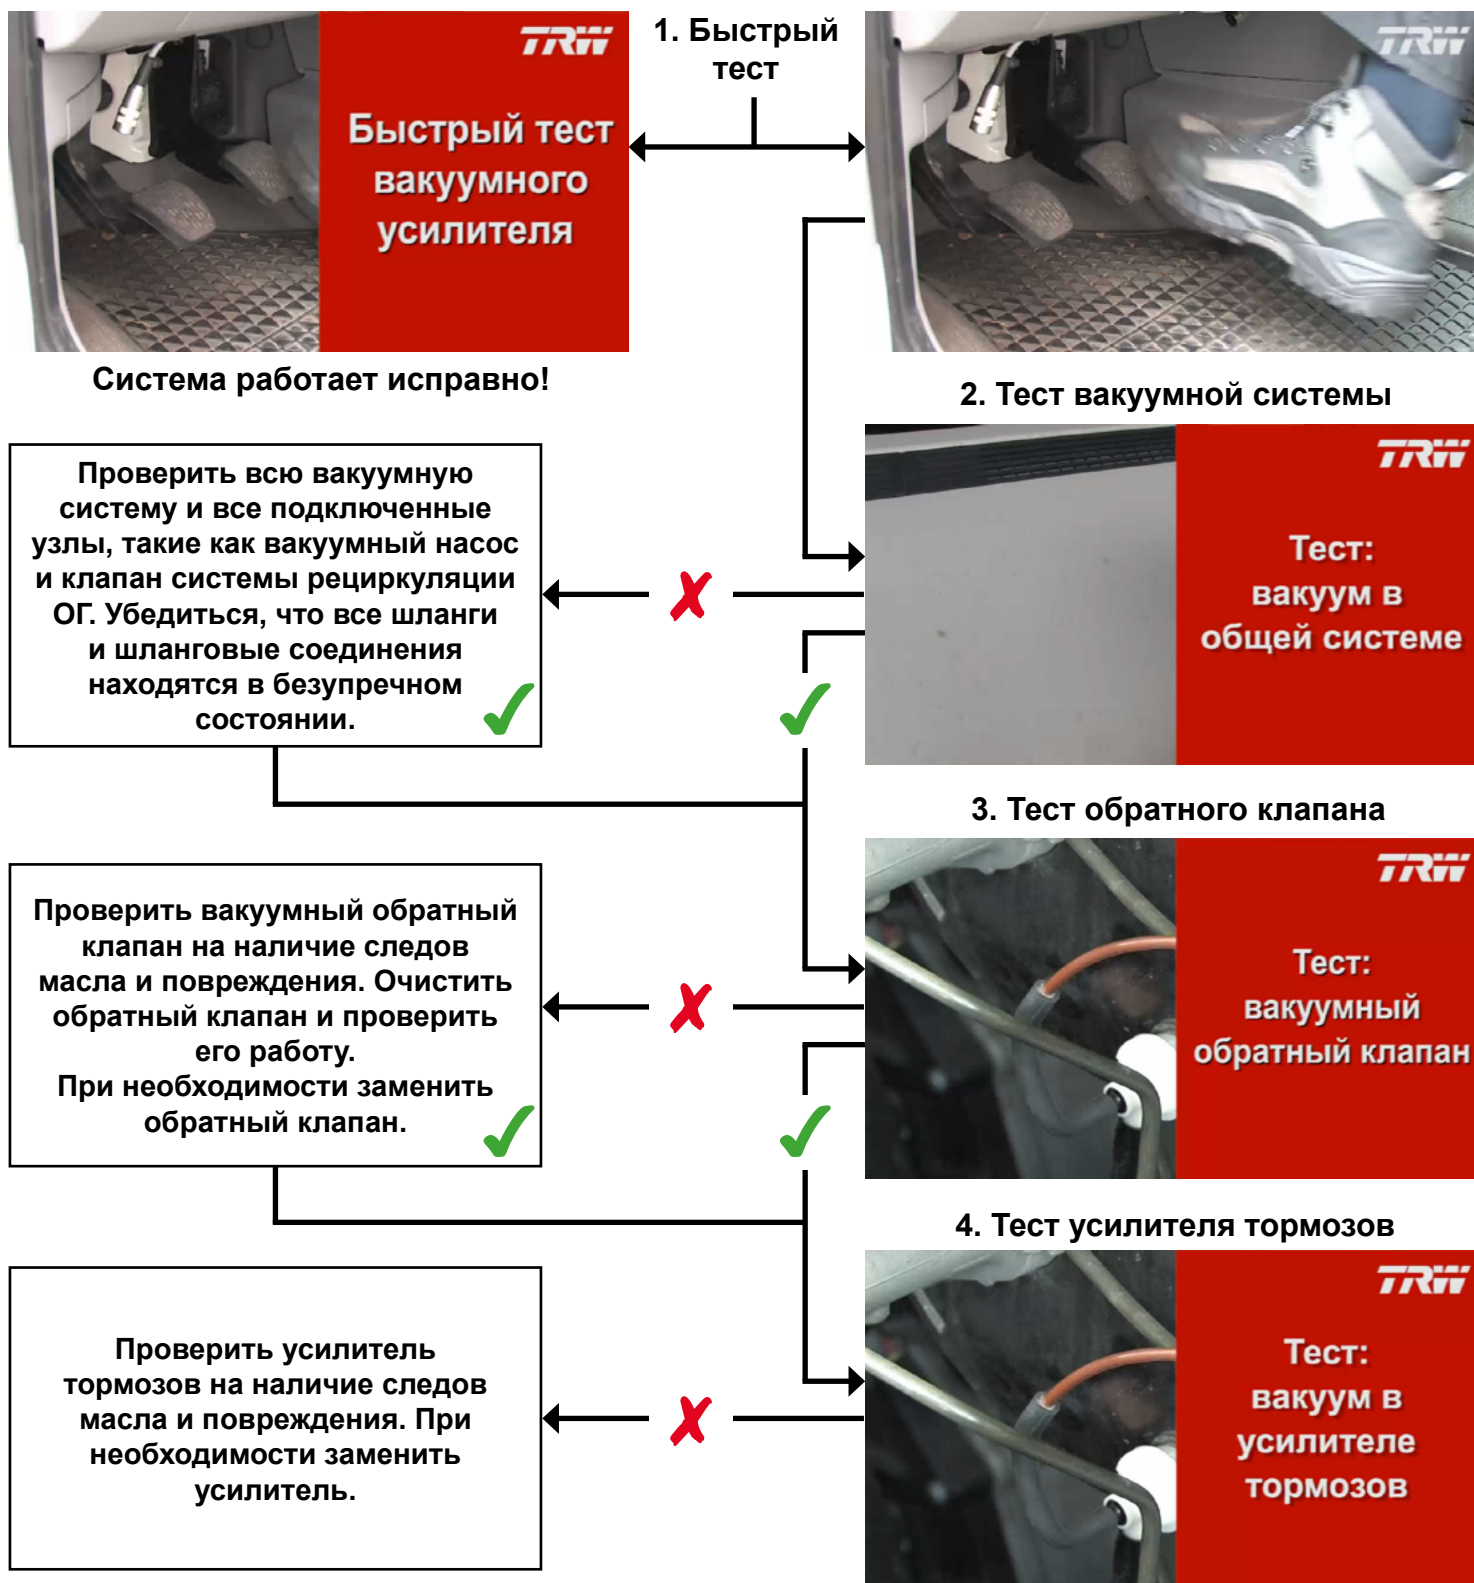 TRW
Быстрый тест
вакуумного
усилителя
1. Быстрый
тест
TRW
Система работает исправно!
2. Тест вакуумной системы
Проверить всю вакуумную
систему и все подключенные
узлы, такие как вакуумный насос
и клапан системы рециркуляции
ОГ. Убедиться, что все шланги
и шланговые соединения
находятся в безупречном
состоянии.
TRW
Тест:
вакуум в
общей системе
3. Тест обратного клапана
Проверить вакуумный обратный
клапан на наличие следов
масла и повреждения. Очистить
обратный клапан и проверить
его работу.
При необходимости заменить
обратный клапан.
TRW
Тест:
вакуумный
обратный клапан
4. Тест усилителя тормозов
Проверить усилитель
тормозов на наличие следов
масла и повреждения. При
необходимости заменить
усилитель.
TRW
Тест:
вакуум в
усилителе
тормозов